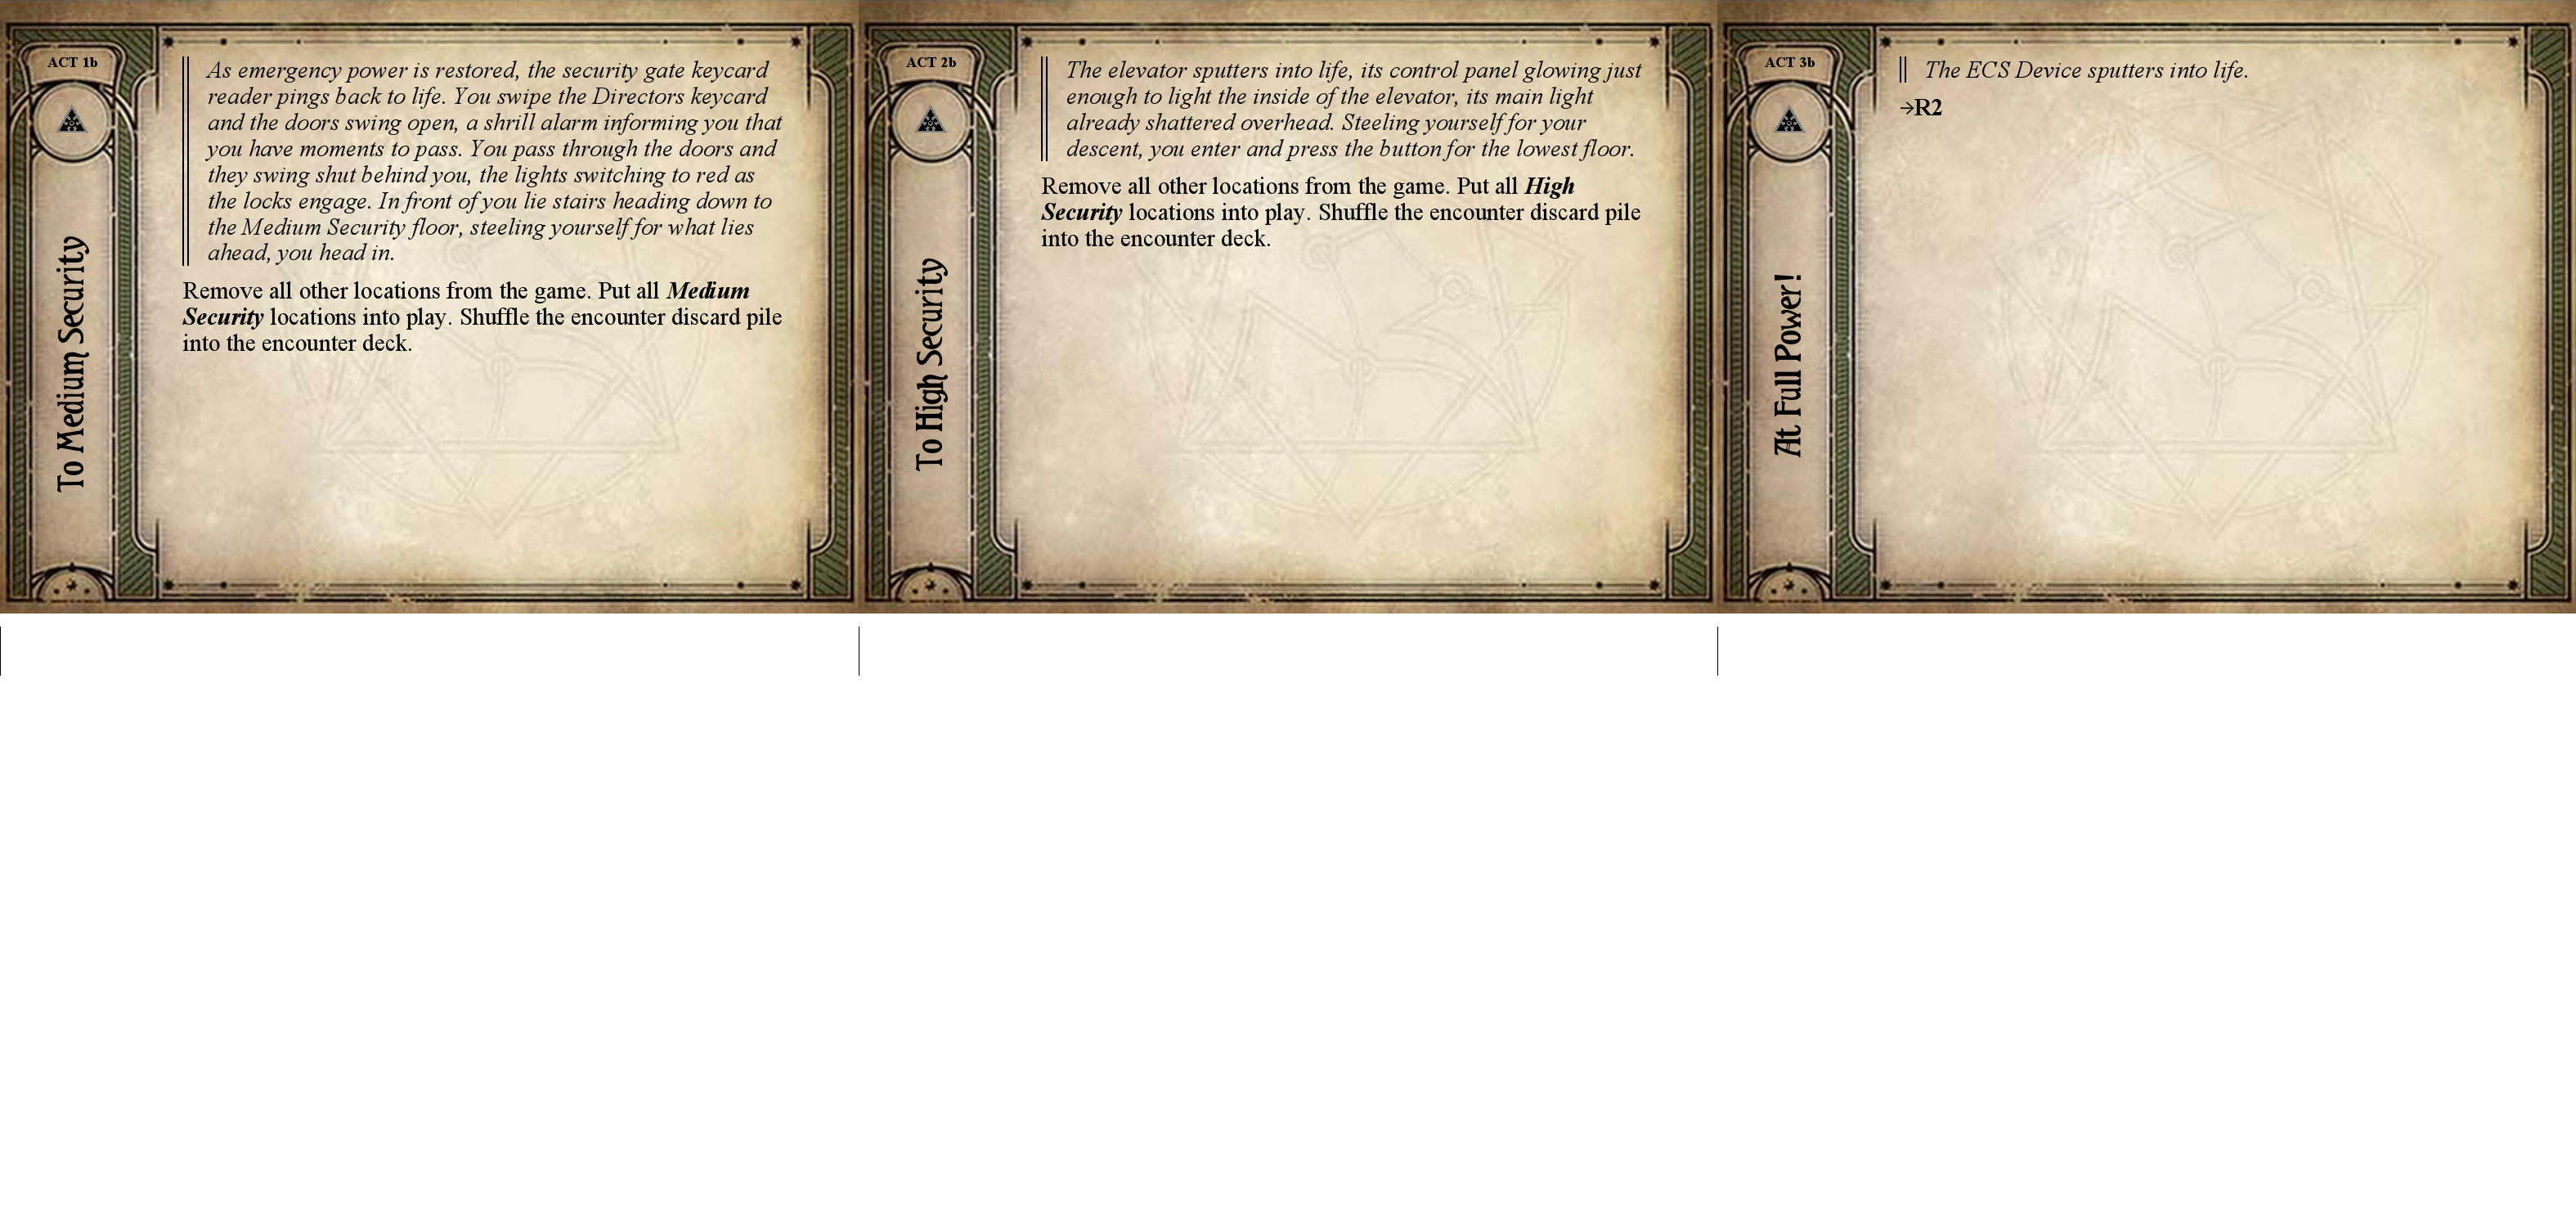 ACT 1b
To Medium Security
As emergency power is restored, the security gate keycard
reader pings back to life. You swipe the Directors keycard
and the doors swing open, a shrill alarm informing you that
you have moments to pass. You pass through the doors and
they swing shut behind you, the lights switching to red as
the locks engage. In front of you lie stairs heading down to
the Medium Security floor, steeling yourself for what lies
ahead, you head in.
Remove all other locations from the game. Put all Medium
Security locations into play. Shuffle the encounter discard pile
into the encounter deck.
ACT 2b
To High Security
The elevator sputters into life, its control panel glowing just
enough to light the inside of the elevator, its main light
already shattered overhead. Steeling yourself for your
descent, you enter and press the button for the lowest floor.
Remove all other locations from the game. Put all High
Security locations into play. Shuffle the encounter discard pile
into the encounter deck.
ACT 3b
At Full Power!
The ECS Device sputters into life.
→R2